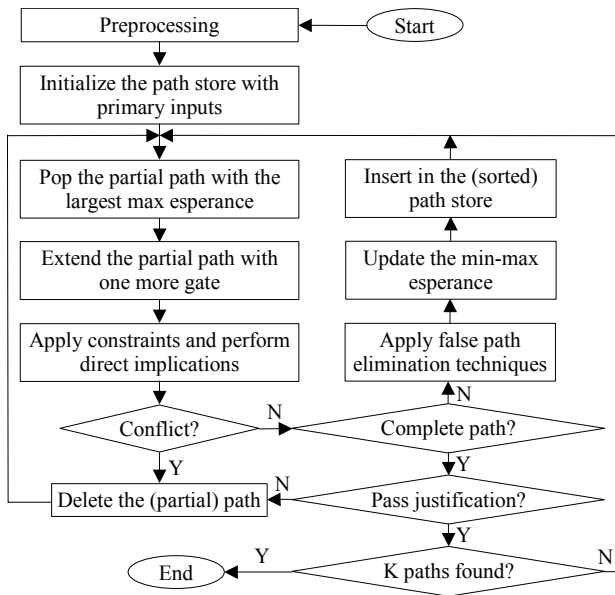 Preprocessing
Start
Initialize the path store with
primary inputs
Pop the partial path with the
largest max esperance
Extend the partial path with
one more gate
Apply constraints and perform
direct implications
Conflict?
N
Y
Delete the (partial) path
Insert in the (sorted)
path store
Update the min-max
esperance
Apply false path
elimination techniques
N
Complete path?
Y
N
Pass justification?
Y
Y
K paths found?
N
End